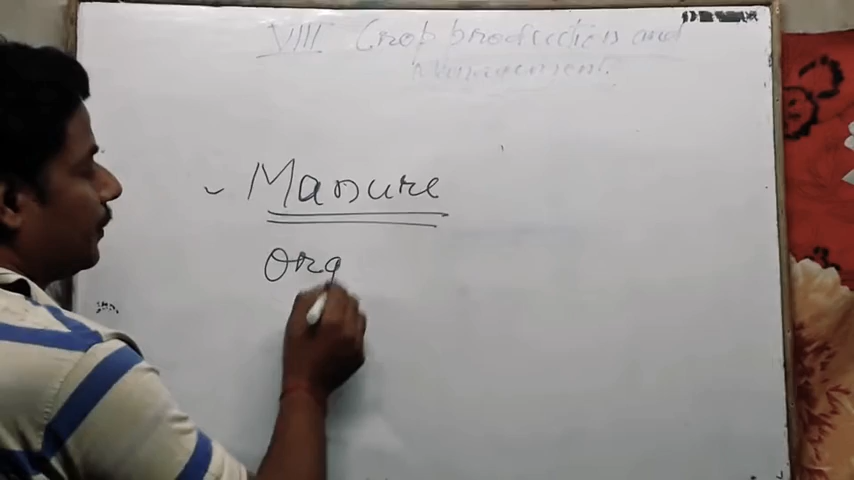 VIII Crop production and
Management.
Manure
Org